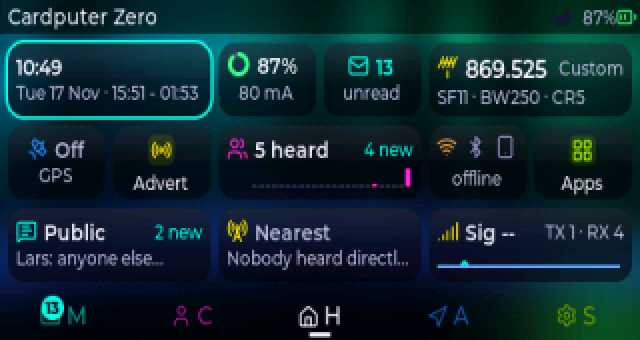 Cardputer Zero 87%
10:49
Tue 17 Nov · 15:51 - 01:53
87%
80 mA
13
unread
869.525 Custom
SF11 · BW250 · CR5
Off
GPS
Advert
5 heard 4 new
offline
Apps
Public 2 new
Lars: anyone else...
Nearest
Nobody heard directl...
Sig -- TX 1 · RX 4
13 M C H A S